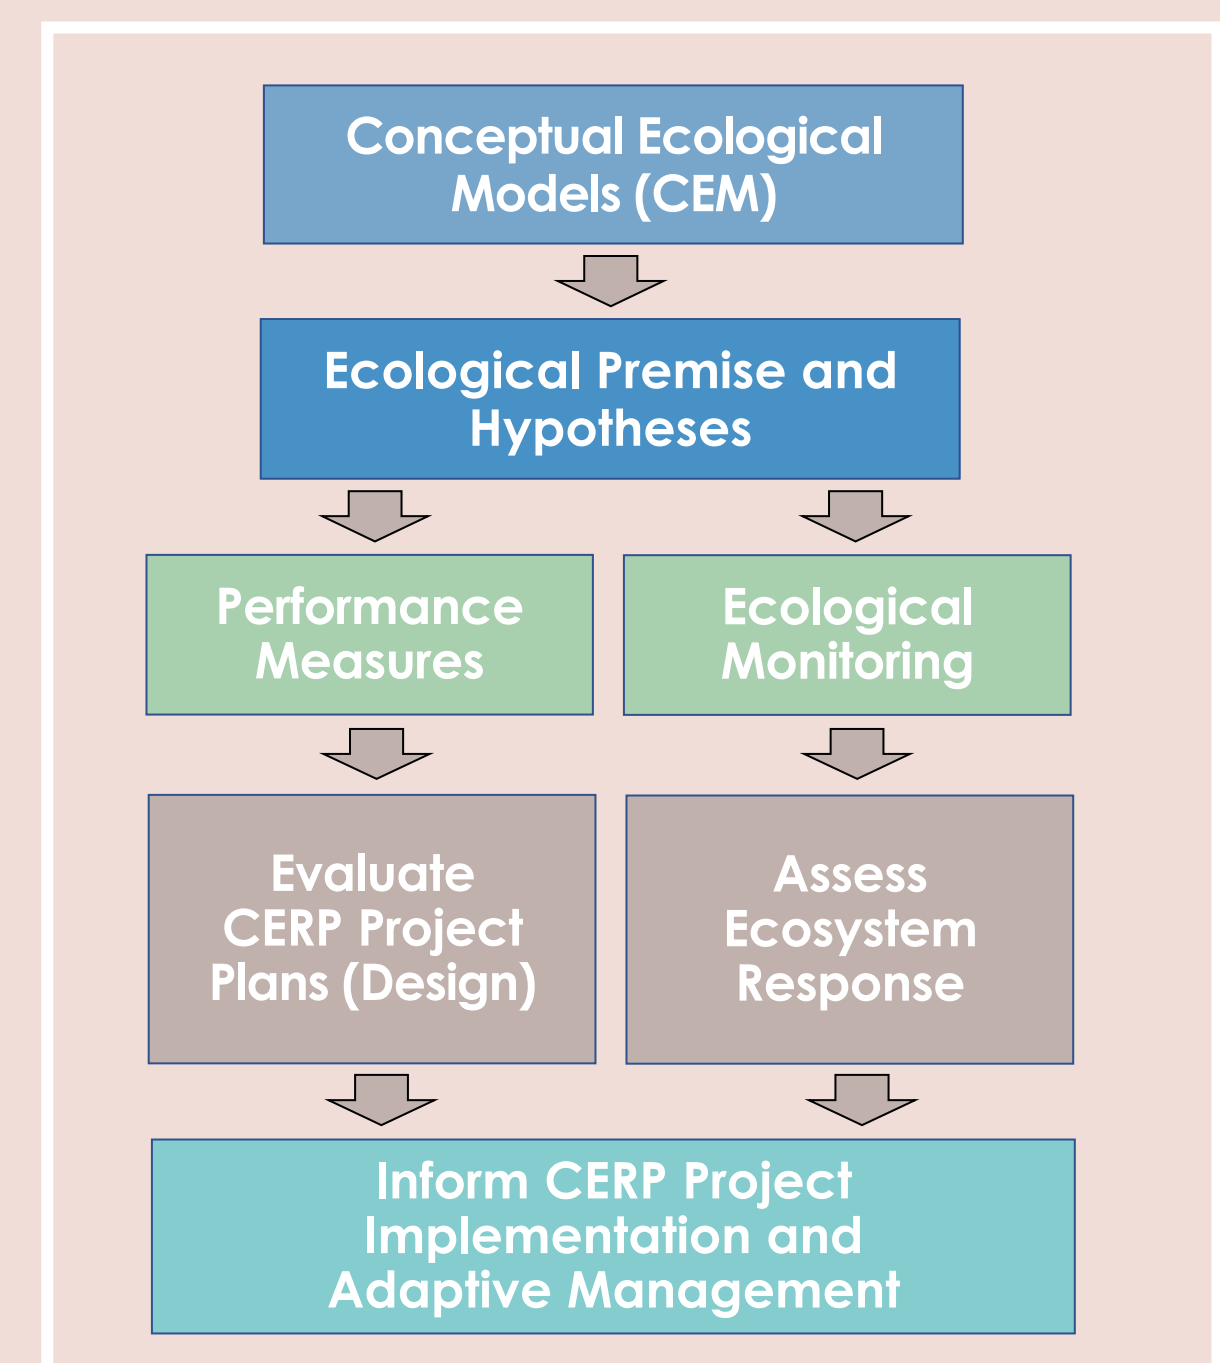 Conceptual Ecological
Models (CEM)
Ecological Premise and
Hypotheses
Performance
Measures
Ecological
Monitoring
Evaluate
CERP Project
Plans (Design)
Assess
Ecosystem
Response
Inform CERP Project
Implementation and
Adaptive Management